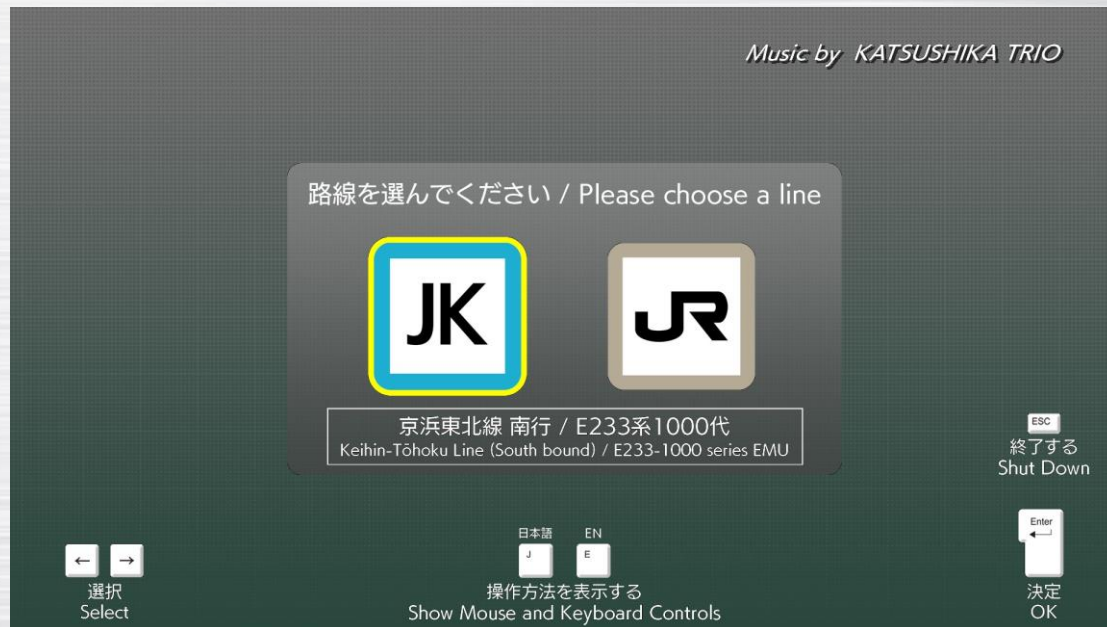 Music by KATSUSHIKA TRIO
路線を選んでください / Please choose a line
JK
JR
京浜東北線 南行 / E233系1000代
Keihin-Tōhoku Line (South bound) / E233-1000 series EMU
ESC
終了する
Shut Down
← →
選択
Select
日本語 EN
J E
操作方法を表示する
Show Mouse and Keyboard Controls
Enter
決定
OK